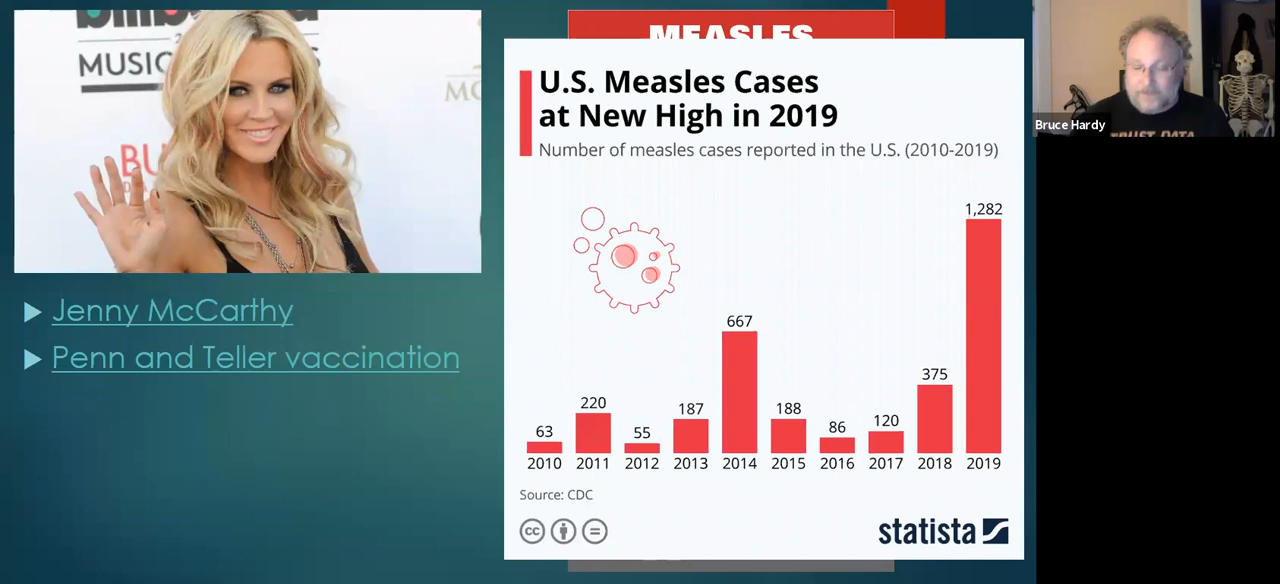 MUSIC
Jenny McCarthy
Penn and Teller vaccination
MEASLES
U.S. Measles Cases
at New High in 2019
Number of measles cases reported in the U.S. (2010-2019)
63
220
55
187
667
188
86
120
375
1,282
2010 2011 2012 2013 2014 2015 2016 2017 2018 2019
Source: CDC
cc
statista
Bruce Hardy
TRUST DATA